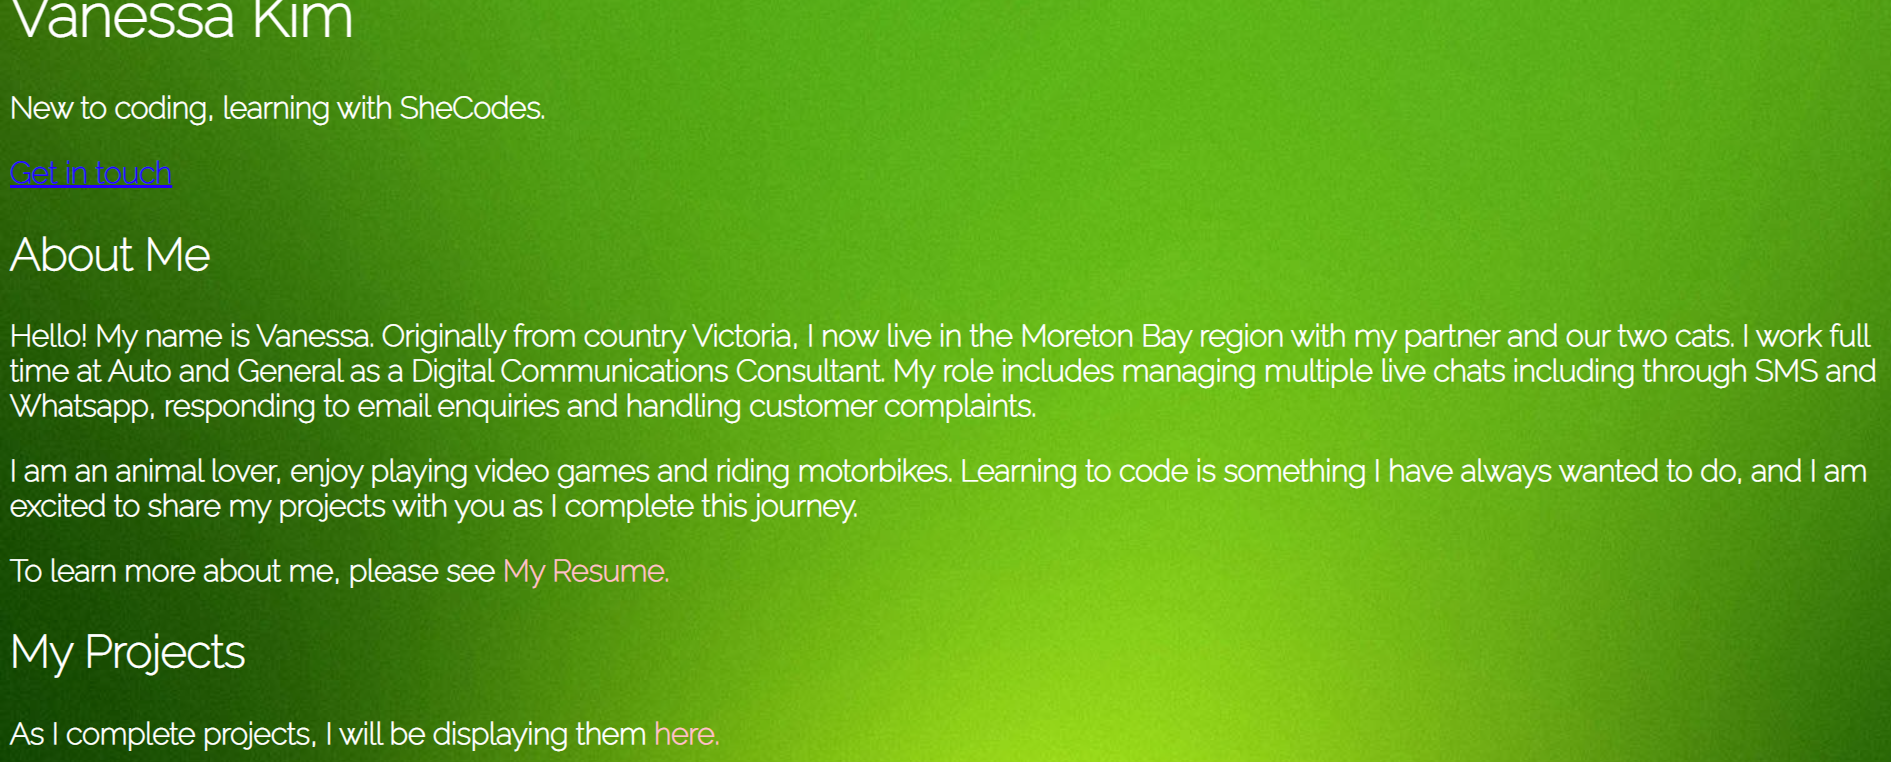 Vanessa Kim
New to coding, learning with SheCodes.
Get in touch
About Me
Hello! My name is Vanessa. Originally from country Victoria, I now live in the Moreton Bay region with my partner and our two cats. I work full
time at Auto and General as a Digital Communications Consultant. My role includes managing multiple live chats including through SMS and
Whatsapp, responding to email enquiries and handling customer complaints.
I am an animal lover, enjoy playing video games and riding motorbikes. Learning to code is something I have always wanted to do, and I am
excited to share my projects with you as I complete this journey.
To learn more about me, please see My Resume.
My Projects
As I complete projects, I will be displaying them here.